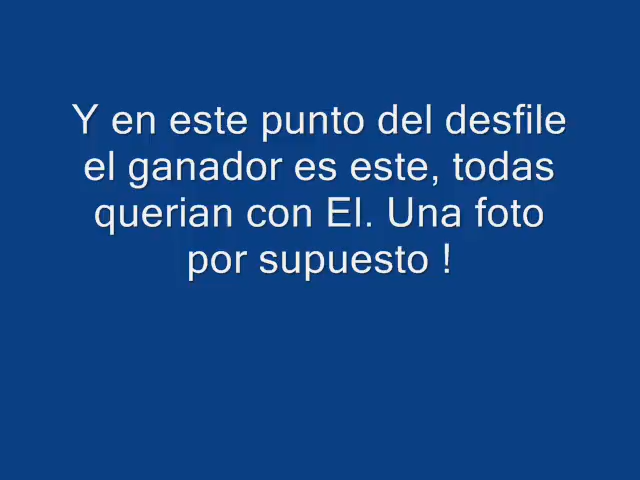 Y en este punto del desfile
el ganador es este, todas
querian con El. Una foto
por supuesto !